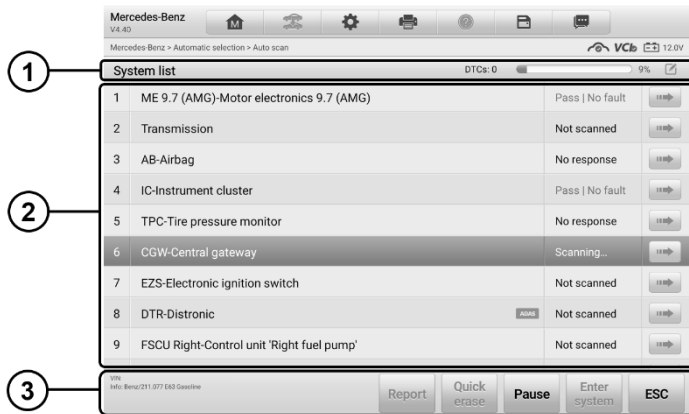 Mercedes-Benz
V4.40
M
Mercedes-Benz > Automatic selection > Auto scan
VCI 12.0V
1
System list DTCs: 0 9%
2
1 ME 9.7 (AMG)-Motor electronics 9.7 (AMG) Pass | No fault
2 Transmission Not scanned
3 AB-Airbag No response
4 IC-Instrument cluster Pass | No fault
5 TPC-Tire pressure monitor No response
6 CGW-Central gateway Scanning...
7 EZS-Electronic ignition switch Not scanned
8 DTR-Distronic ADAS Not scanned
9 FSCU Right-Control unit 'Right fuel pump' Not scanned
3
VIN
Info: Benz/211.077 E63 Gasoline
Report Quick erase Pause Enter system ESC